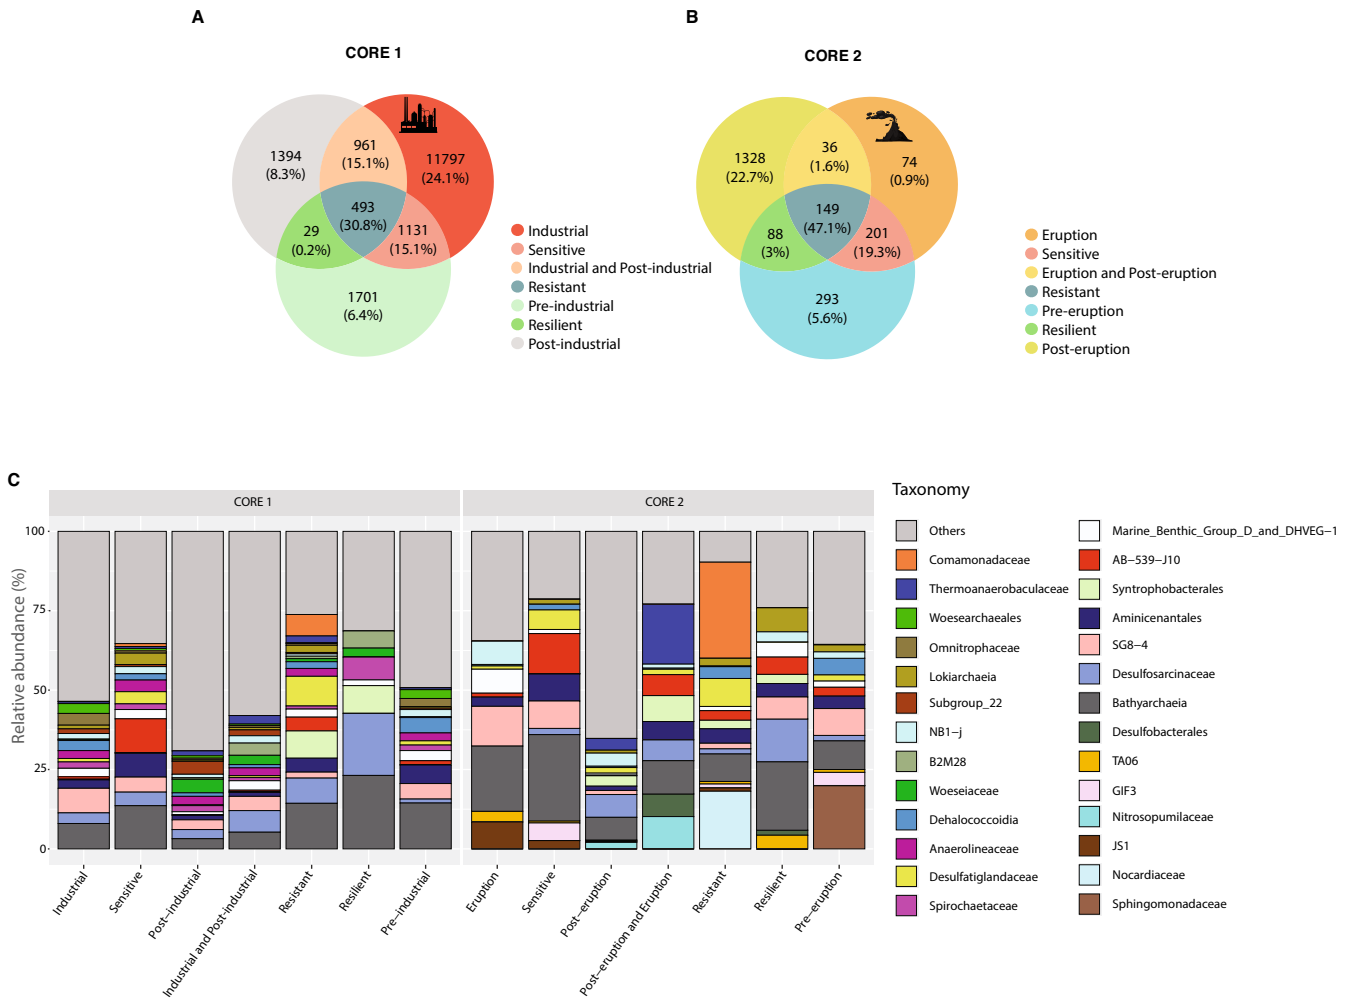 A
CORE 1
1394
(8.3%)
961
(15.1%)
11797
(24.1%)
493
(30.8%)
29
(0.2%)
1131
(15.1%)
1701
(6.4%)
Industrial
Sensitive
Industrial and Post-industrial
Resistant
Pre-industrial
Resilient
Post-industrial
B
CORE 2
1328
(22.7%)
36
(1.6%)
74
(0.9%)
149
(47.1%)
88
(3%)
201
(19.3%)
293
(5.6%)
Eruption
Sensitive
Eruption and Post-eruption
Resistant
Pre-eruption
Resilient
Post-eruption
C
CORE 1
CORE 2
Relative abundance (%)
100
75
50
25
0
Industrial
Sensitive
Post−industrial
Industrial and Post-industrial
Resistant
Resilient
Pre−industrial
Eruption
Sensitive
Post−eruption
Post−eruption and Eruption
Resistant
Resilient
Pre−eruption
Taxonomy
Others
Comamonadaceae
Thermoanaerobaculaceae
Woesearchaeales
Omnitrophaceae
Lokiarchaeia
Subgroup_22
NB1−j
B2M28
Woeseiaceae
Dehalococcoidia
Anaerolineaceae
Desulfatiglandaceae
Spirochaetaceae
Marine_Benthic_Group_D_and_DHVEG−1
AB−539−J10
Syntrophobacterales
Aminicenantales
SG8−4
Desulfosarcinaceae
Bathyarchaeia
Desulfobacterales
TA06
GIF3
Nitrosopumilaceae
JS1
Nocardiaceae
Sphingomonadaceae